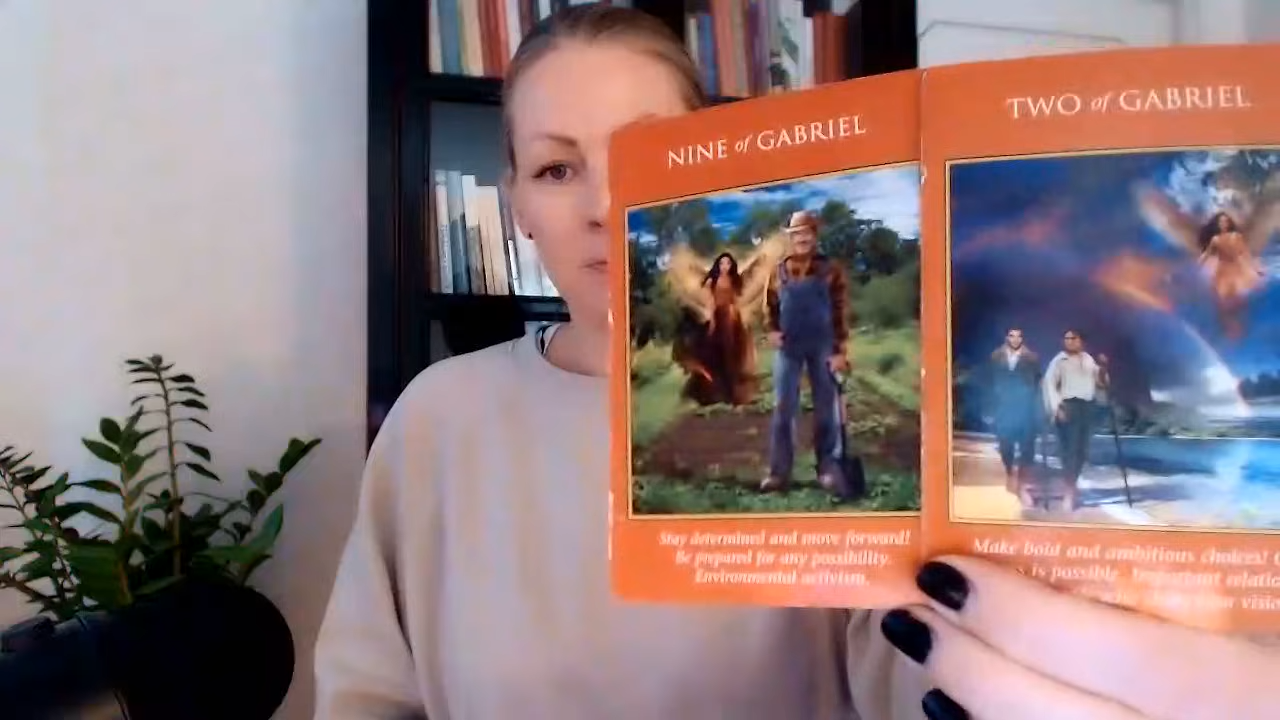 NINE of GABRIEL
Stay determined and move forward!
Be prepared for any possibility.
Environmental activism.
TWO of GABRIEL
Make bold and ambitious choices!
is possible. Important